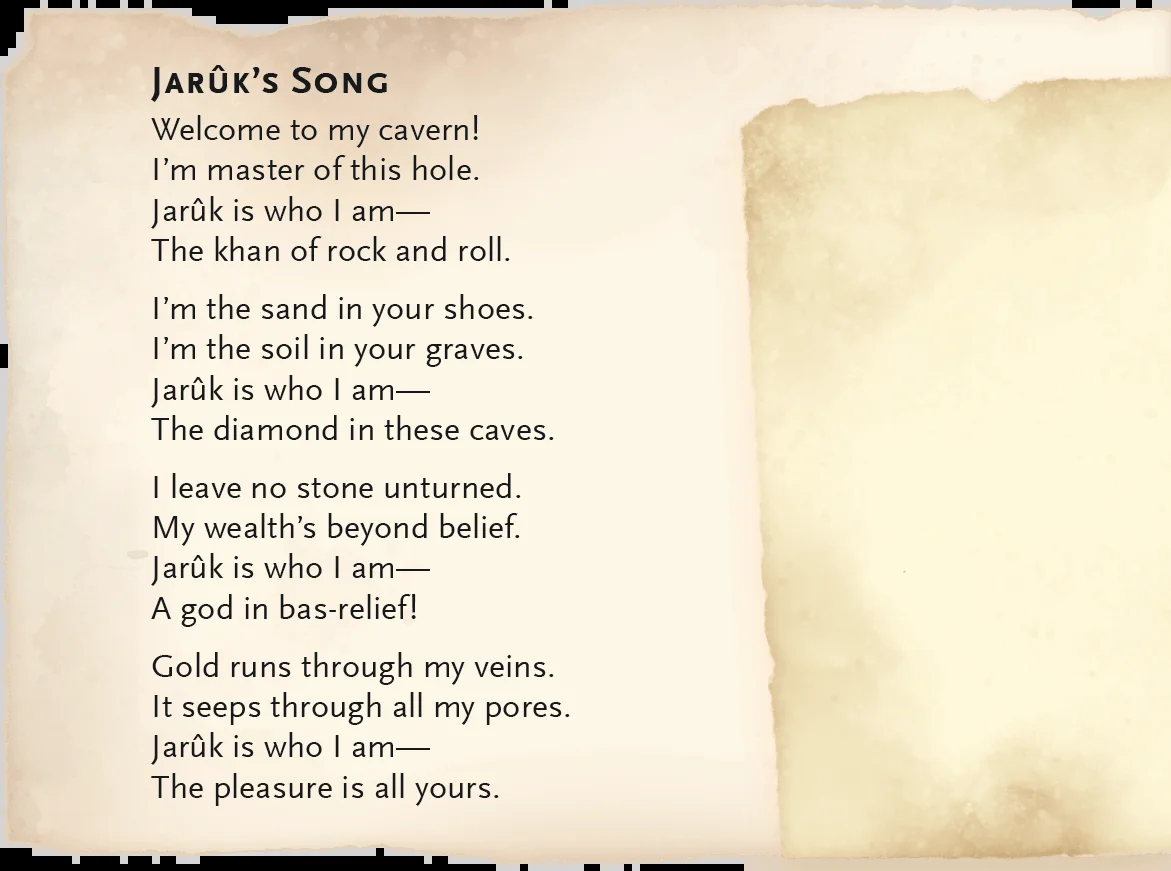 Jarûk’s Song
Welcome to my cavern!
I’m master of this hole.
Jarûk is who I am—
The khan of rock and roll.
I’m the sand in your shoes.
I’m the soil in your graves.
Jarûk is who I am—
The diamond in these caves.
I leave no stone unturned.
My wealth’s beyond belief.
Jarûk is who I am—
A god in bas-relief!
Gold runs through my veins.
It seeps through all my pores.
Jarûk is who I am—
The pleasure is all yours.